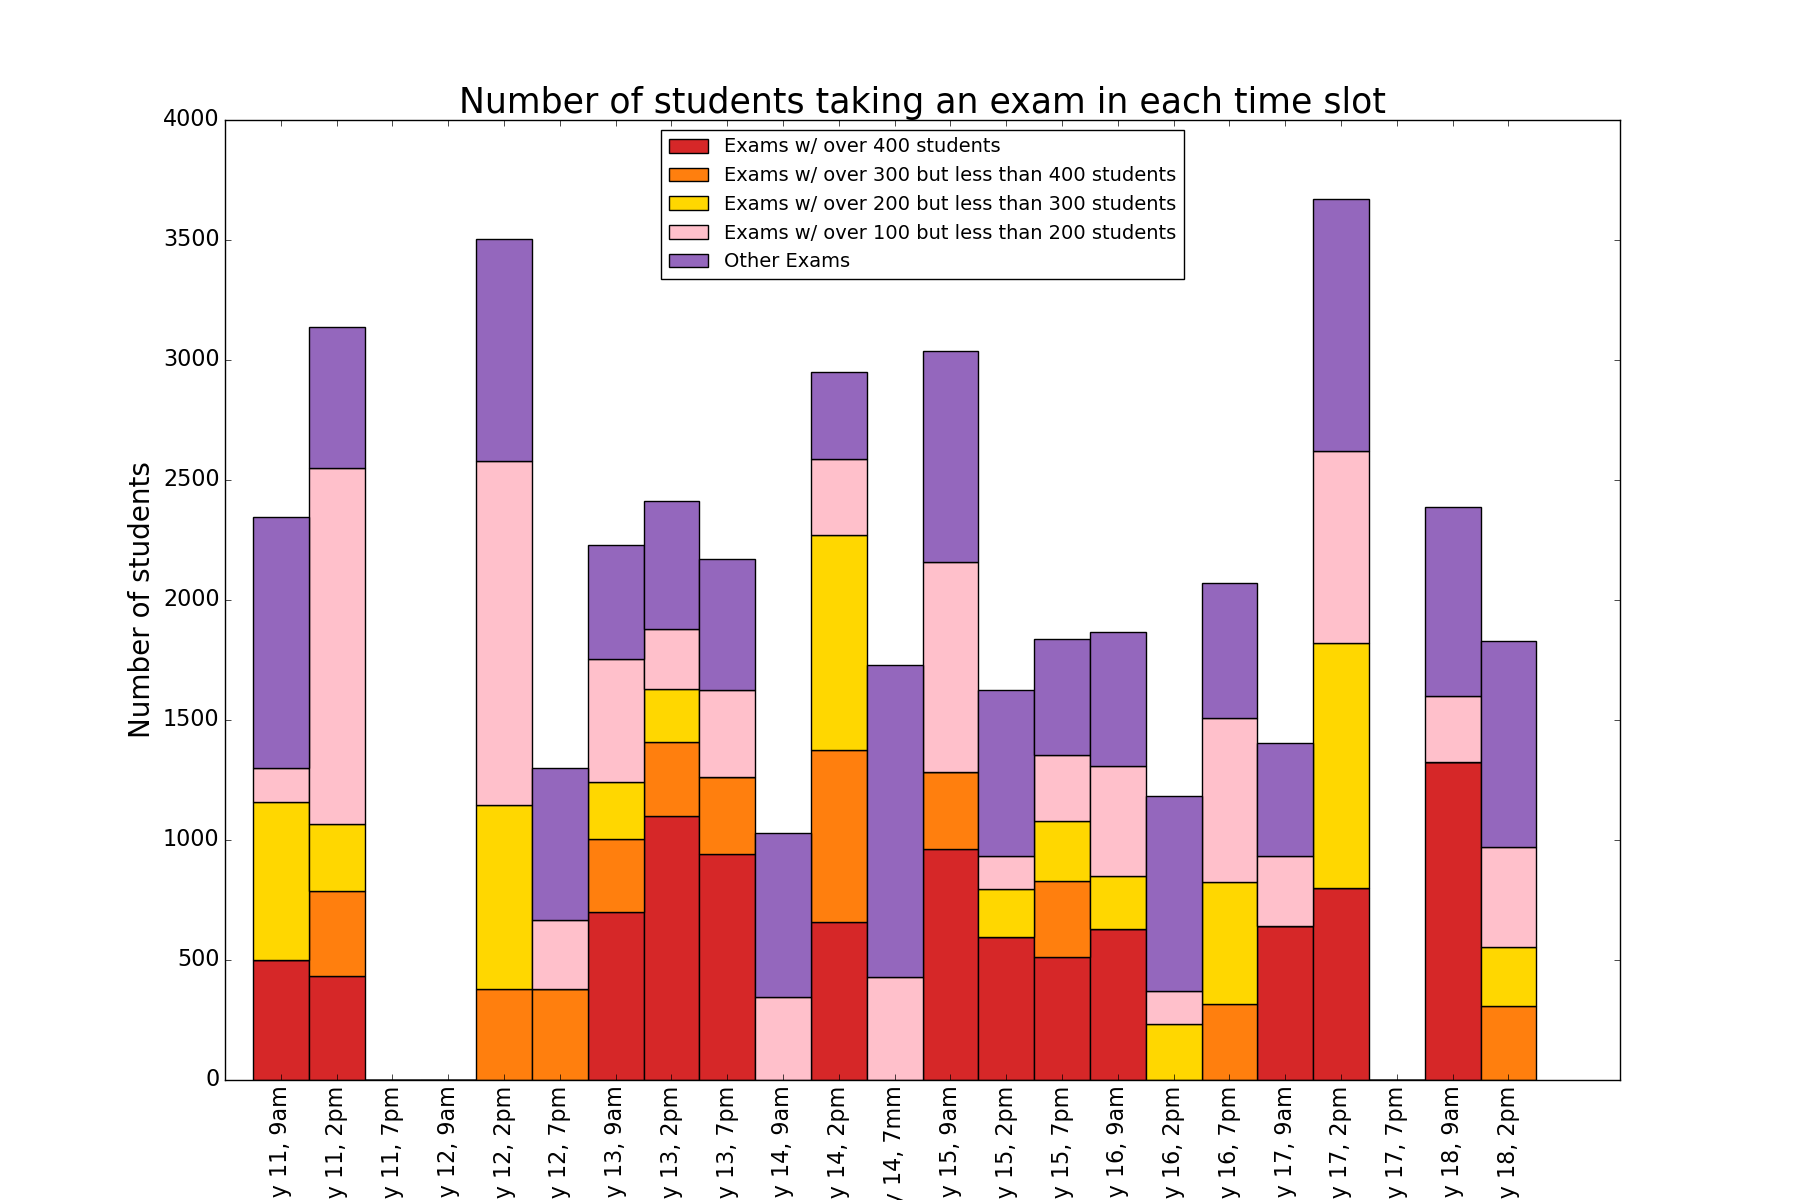 Number of students taking an exam in each time slot
Exams w/ over 400 students
Exams w/ over 300 but less than 400 students
Exams w/ over 200 but less than 300 students
Exams w/ over 100 but less than 200 students
Other Exams
Number of students
4000
3500
3000
2500
2000
1500
1000
500
0
y 11, 9am
y 11, 2pm
y 11, 7pm
y 12, 9am
y 12, 2pm
y 12, 7pm
y 13, 9am
y 13, 2pm
y 13, 7pm
y 14, 9am
y 14, 2pm
y 14, 7mm
y 15, 9am
y 15, 2pm
y 15, 7pm
y 16, 9am
y 16, 2pm
y 16, 7pm
y 17, 9am
y 17, 2pm
y 17, 7pm
y 18, 9am
y 18, 2pm